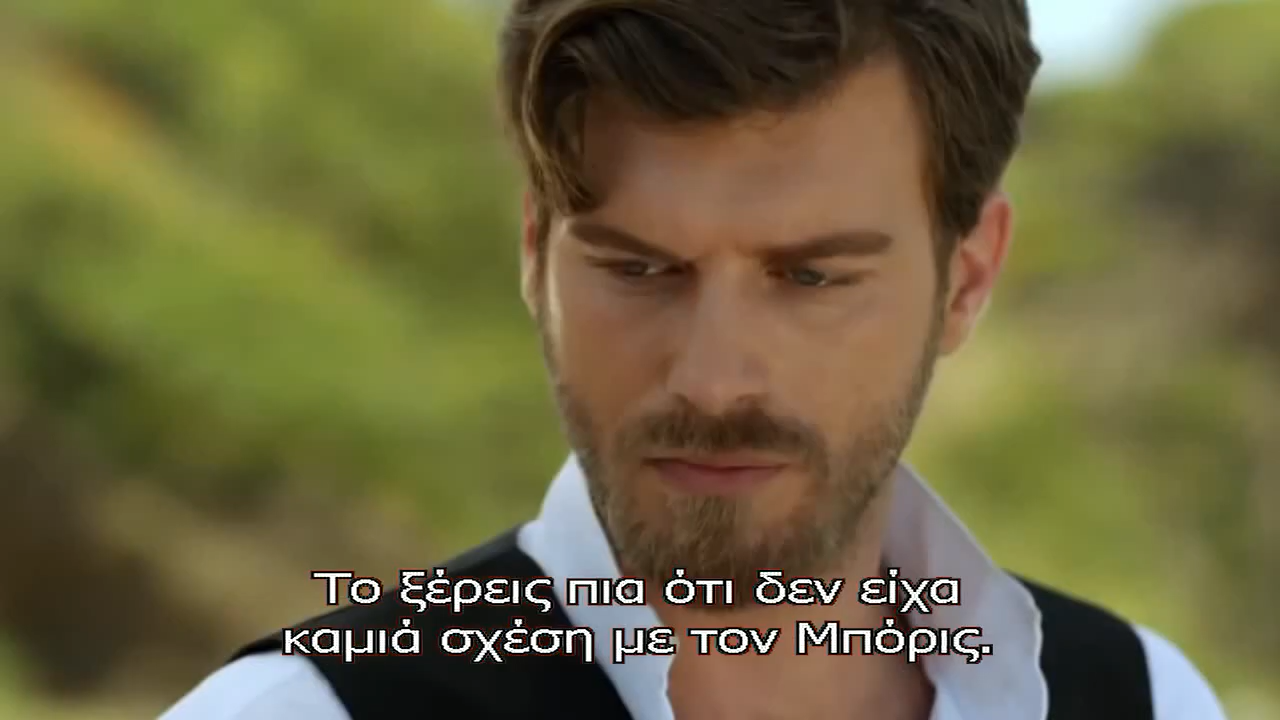 Το ξέρεις πια ότι δεν είχα
καμιά σχέση με τον Μπόρις.